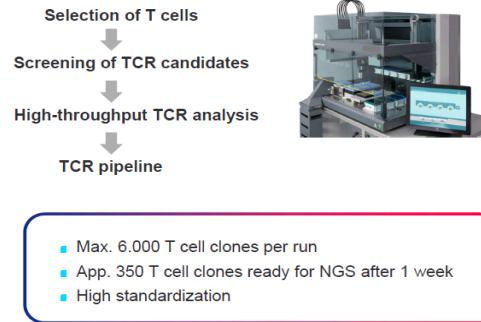 Selection of T cells
Screening of TCR candidates
High-throughput TCR analysis
TCR pipeline
Max. 6.000 T cell clones per run
App. 350 T cell clones ready for NGS after 1 week
High standardization